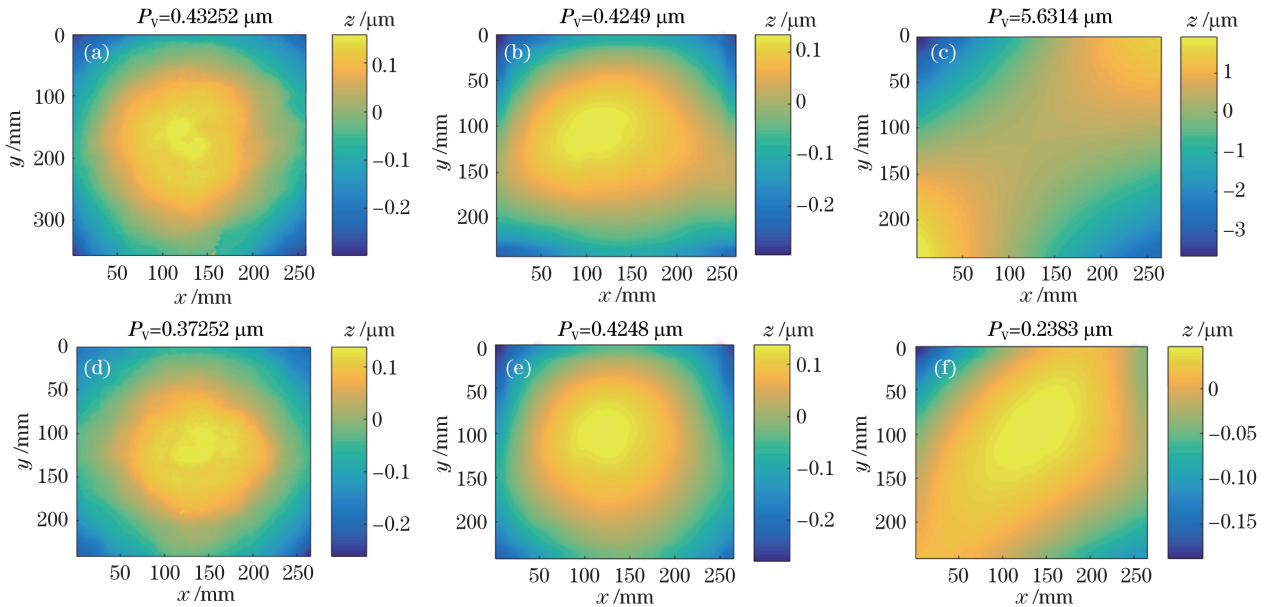 P_V=0.43252 μm z /μm
(a)
0
100
200
300
y /mm
50 100 150 200 250
x /mm
0.1
0
−0.1
−0.2
P_V=0.4249 μm z /μm
(b)
0
50
100
150
200
y /mm
50 100 150 200 250
x /mm
0.1
0
−0.1
−0.2
P_V=5.6314 μm z /μm
(c)
0
50
100
150
200
y /mm
50 100 150 200 250
x /mm
1
0
−1
−2
−3
P_V=0.37252 μm z /μm
(d)
0
50
100
150
200
y /mm
50 100 150 200 250
x /mm
0.1
0
−0.1
−0.2
P_V=0.4248 μm z /μm
(e)
0
50
100
150
200
y /mm
50 100 150 200 250
x /mm
0.1
0
−0.1
−0.2
P_V=0.2383 μm z /μm
(f)
0
50
100
150
200
y /mm
50 100 150 200 250
x /mm
0
−0.05
−0.10
−0.15